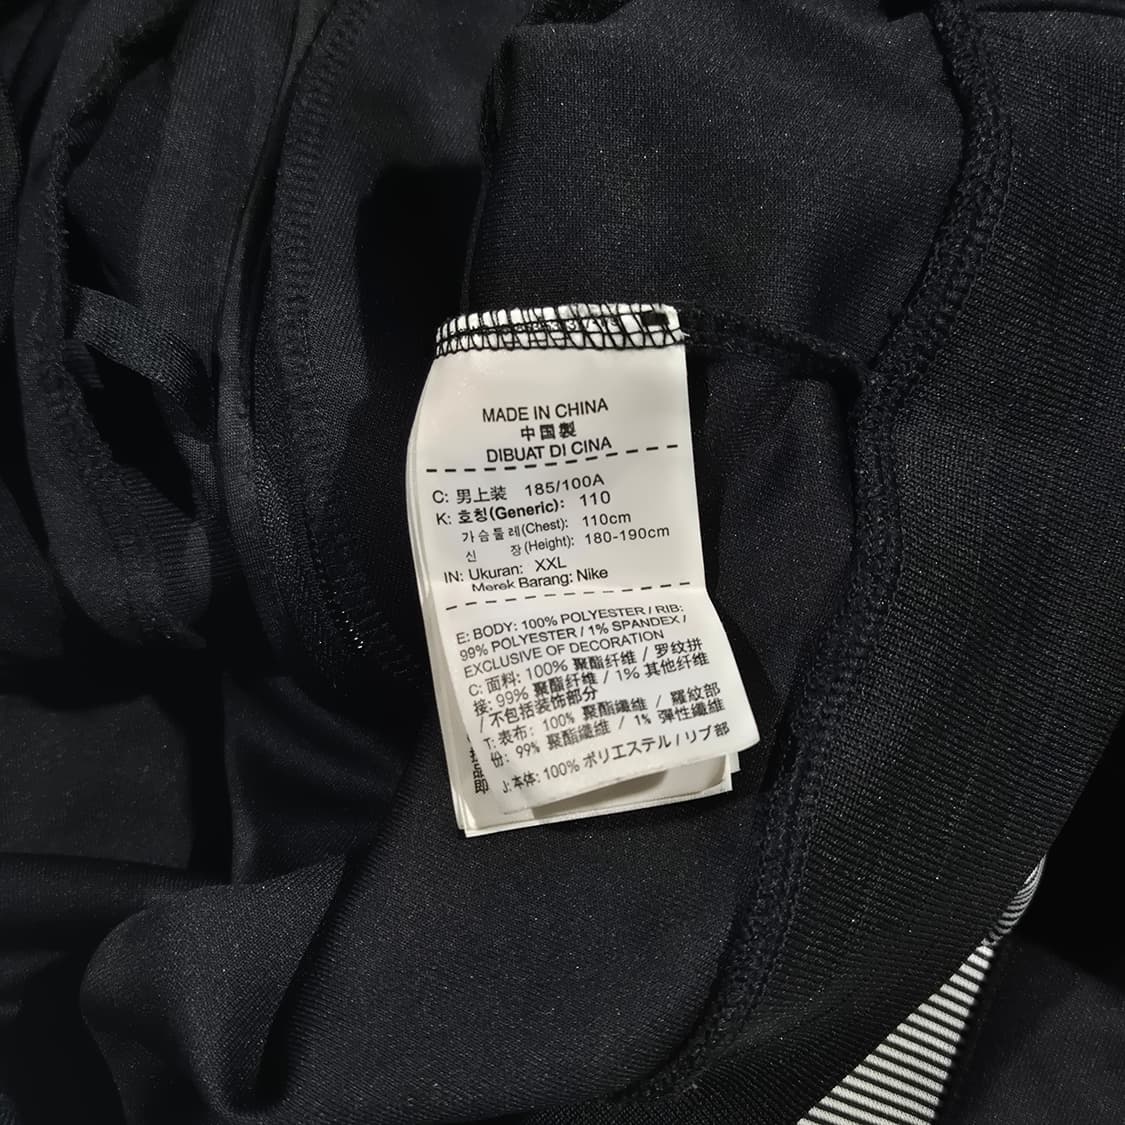 MADE IN CHINA
中国製
DIBUAT DI CINA
C: 男上装 185/100A
K: 호칭(Generic): 110
가슴둘레(Chest): 110cm
신 장(Height): 180-190cm
IN: Ukuran: XXL
Merek Barang: Nike
E: BODY: 100% POLYESTER / RIB:
99% POLYESTER / 1% SPANDEX /
EXCLUSIVE OF DECORATION
C: 面料: 100% 聚酯纤维 / 罗纹拼
接: 99% 聚酯纤维 / 1% 其他纤维
/ 不包括装饰部分
T: 表布: 100% 聚酯纖維 / 羅紋部
份: 99% 聚酯纖維 / 1% 彈性纖維
J: 本体: 100% ポリエステル / リブ部
品
即